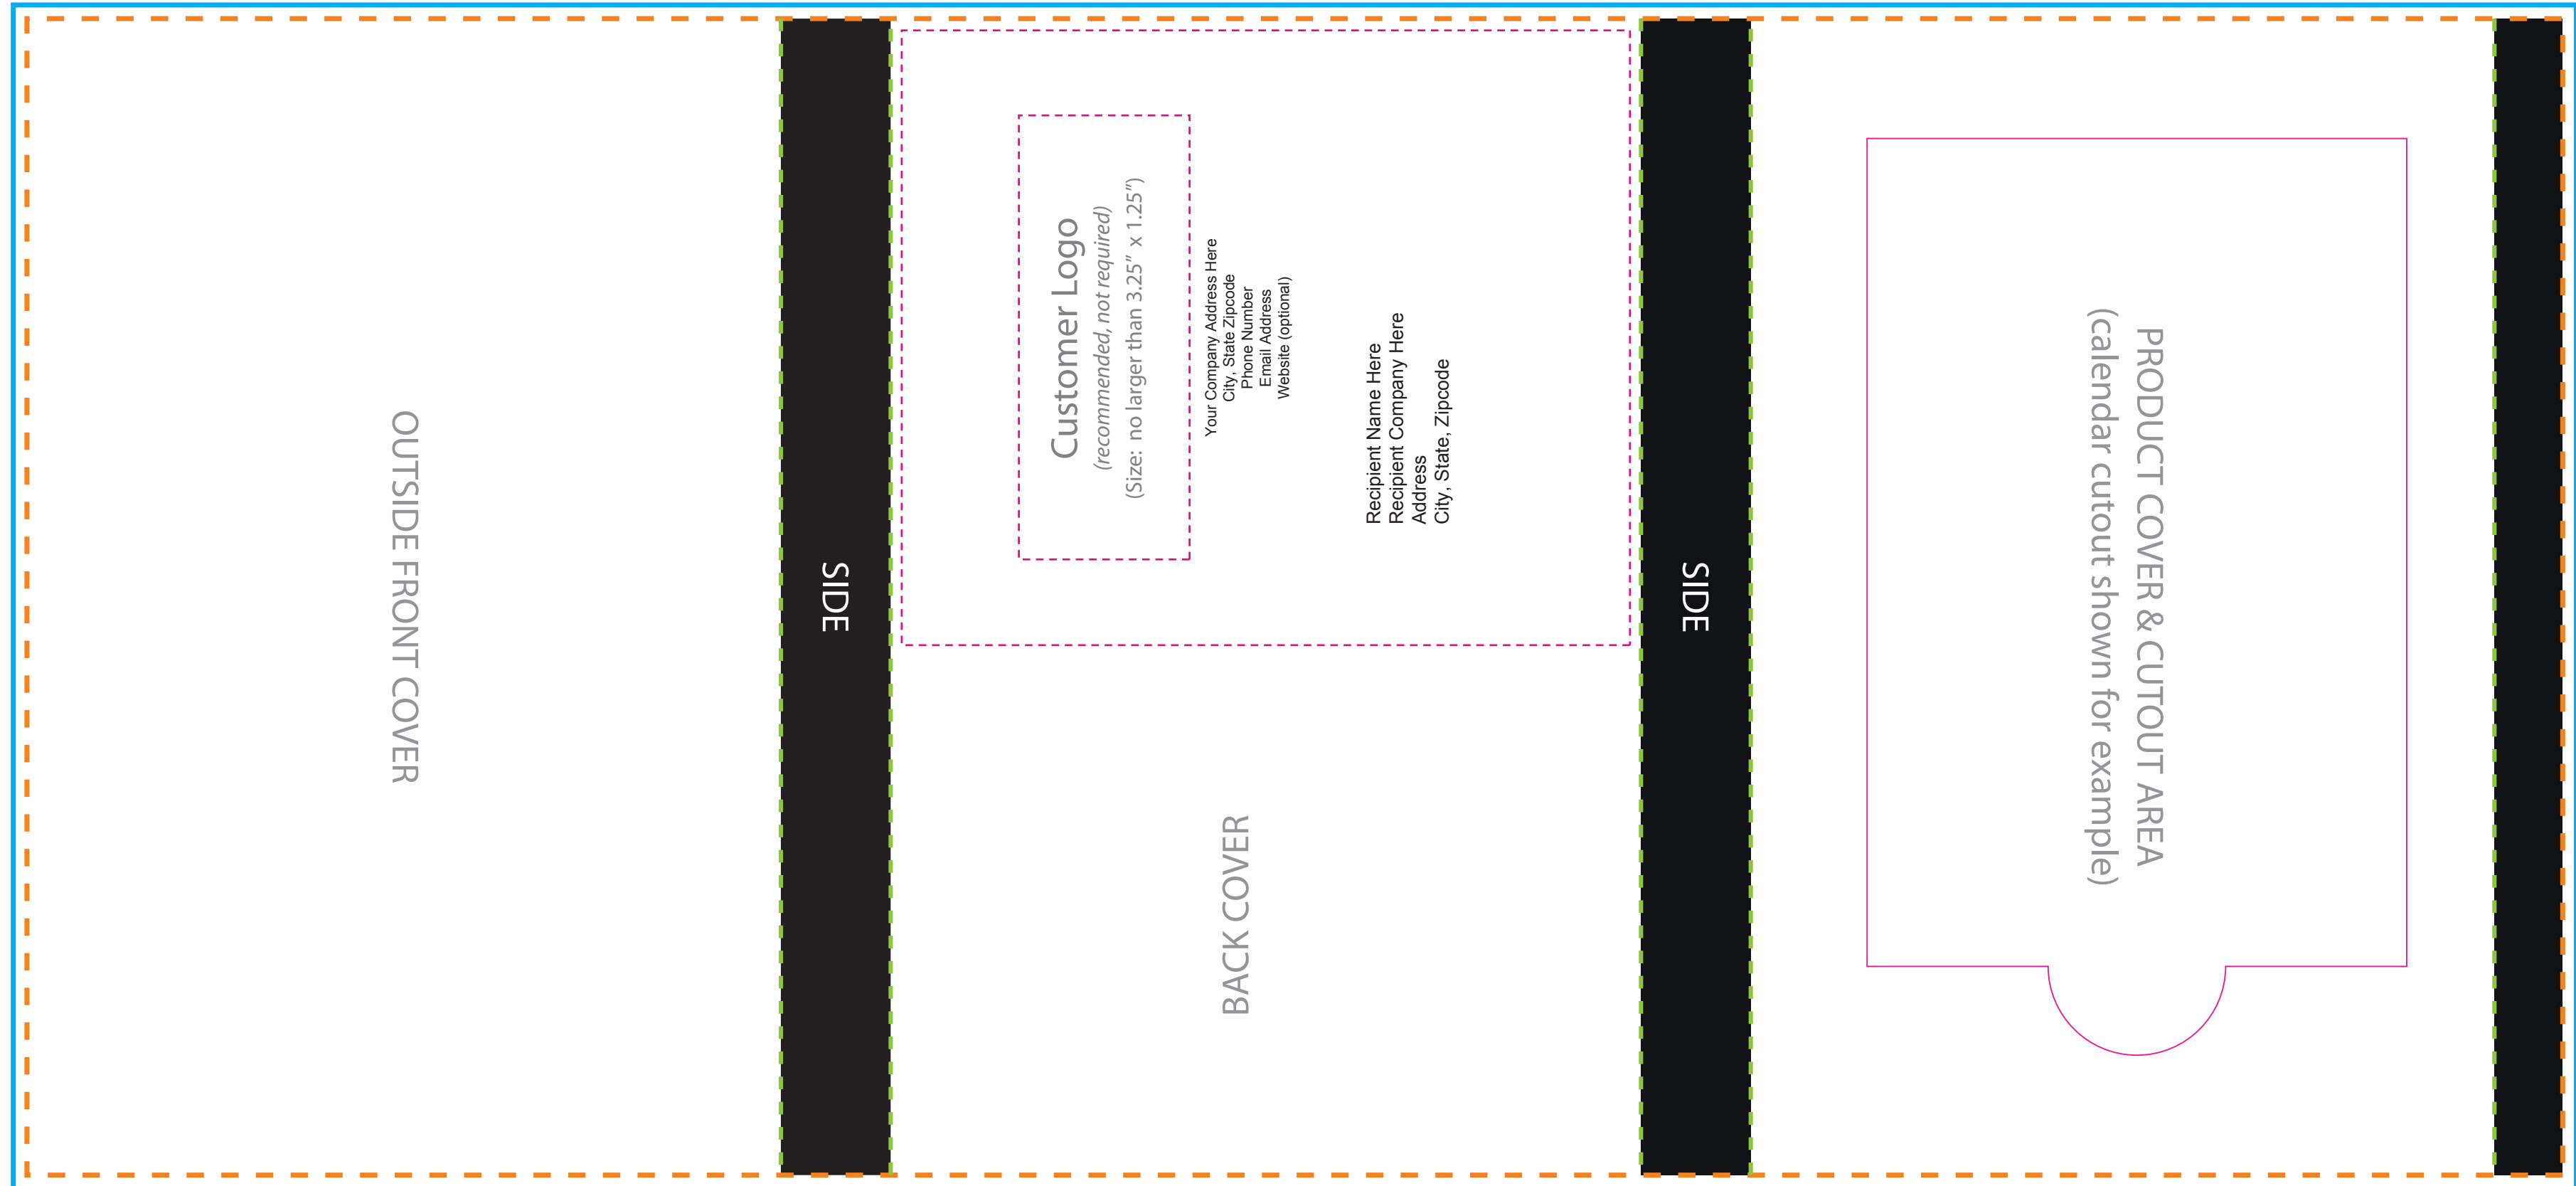 OUTSIDE FRONT COVER
SIDE
Customer Logo
(recommended, not required)
(Size: no larger than 3.25” x 1.25”)
Your Company Address Here
City, State Zipcode
Phone Number
Email Address
Website (optional)
Recipient Name Here
Recipient Company Here
Address
City, State, Zipcode
BACK COVER
SIDE
PRODUCT COVER & CUTOUT AREA
(calendar cutout shown for example)